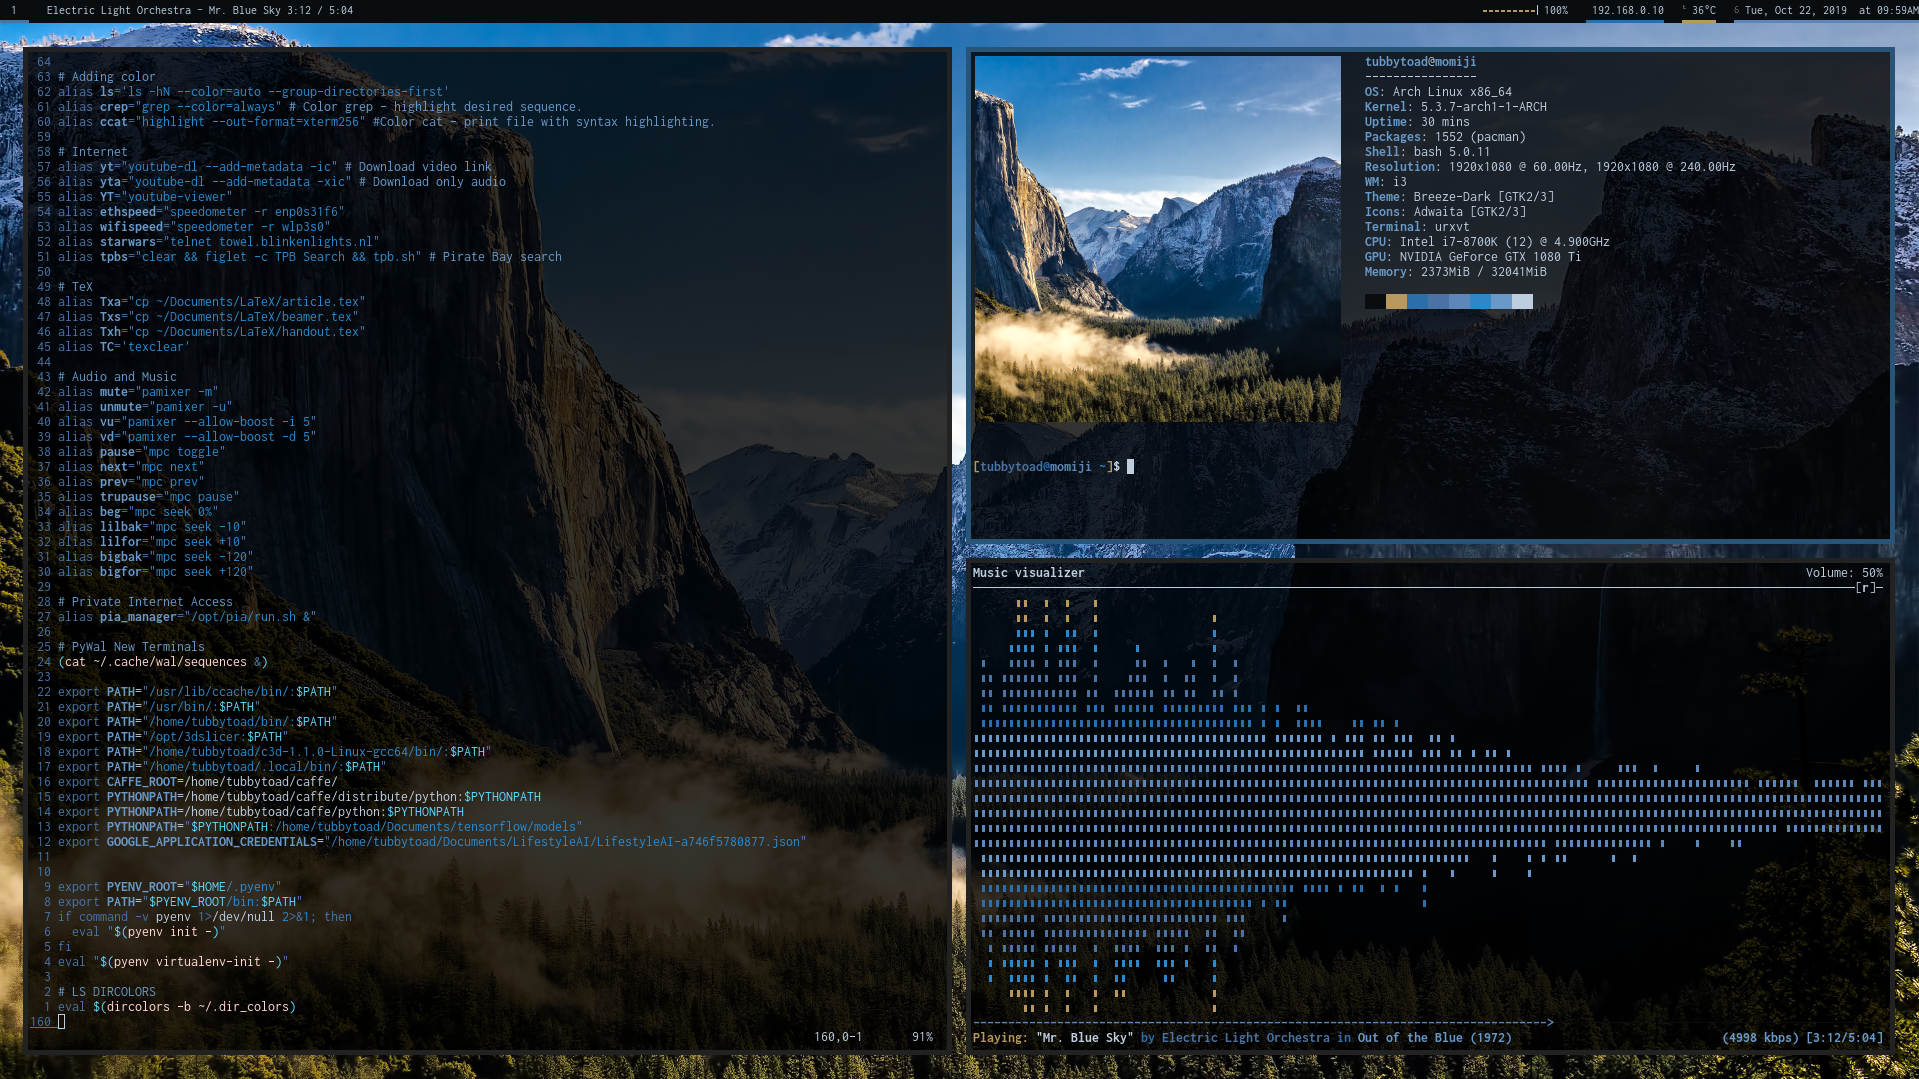 1 Electric Light Orchestra - Mr. Blue Sky 3:12 / 5:04
100% 192.168.0.10 36°C Tue, Oct 22, 2019 at 09:59AM
64
63 # Adding color
62 alias ls='ls -hN --color=auto --group-directories-first'
61 alias crep="grep --color=always" # Color grep - highlight desired sequence.
60 alias ccat="highlight --out-format=xterm256" #Color cat - print file with syntax highlighting.
59
58 # Internet
57 alias yt="youtube-dl --add-metadata -ic" # Download video link
56 alias yta="youtube-dl --add-metadata -xic" # Download only audio
55 alias YT="youtube-viewer"
54 alias ethspeed="speedometer -r enp0s31f6"
53 alias wifispeed="speedometer -r wlp3s0"
52 alias starwars="telnet towel.blinkenlights.nl"
51 alias tpbs="clear && figlet -c TPB Search && tpb.sh" # Pirate Bay search
50
49 # TeX
48 alias Txa="cp ~/Documents/LaTeX/article.tex"
47 alias Txs="cp ~/Documents/LaTeX/beamer.tex"
46 alias Txh="cp ~/Documents/LaTeX/handout.tex"
45 alias TC='texclear'
44
43 # Audio and Music
42 alias mute="pamixer -m"
41 alias unmute="pamixer -u"
40 alias vu="pamixer --allow-boost -i 5"
39 alias vd="pamixer --allow-boost -d 5"
38 alias pause="mpc toggle"
37 alias next="mpc next"
36 alias prev="mpc prev"
35 alias trupause="mpc pause"
34 alias beg="mpc seek 0%"
33 alias lilbak="mpc seek -10"
32 alias lilfor="mpc seek +10"
31 alias bigbak="mpc seek -120"
30 alias bigfor="mpc seek +120"
29
28 # Private Internet Access
27 alias pia_manager="/opt/pia/run.sh &"
26
25 # PyWal New Terminals
24 (cat ~/.cache/wal/sequences &)
23
22 export PATH="/usr/lib/ccache/bin/:$PATH"
21 export PATH="/usr/bin/:$PATH"
20 export PATH="/home/tubbytoad/bin/:$PATH"
19 export PATH="/opt/3dslicer:$PATH"
18 export PATH="/home/tubbytoad/c3d-1.1.0-Linux-gcc64/bin/:$PATH"
17 export PATH="/home/tubbytoad/.local/bin/:$PATH"
16 export CAFFE_ROOT=/home/tubbytoad/caffe/
15 export PYTHONPATH=/home/tubbytoad/caffe/distribute/python:$PYTHONPATH
14 export PYTHONPATH=/home/tubbytoad/caffe/python:$PYTHONPATH
13 export PYTHONPATH="$PYTHONPATH:/home/tubbytoad/Documents/tensorflow/models"
12 export GOOGLE_APPLICATION_CREDENTIALS="/home/tubbytoad/Documents/LifestyleAI/LifestyleAI-a746f5780877.json"
11
10
9 export PYENV_ROOT="$HOME/.pyenv"
8 export PATH="$PYENV_ROOT/bin:$PATH"
7 if command -v pyenv 1>/dev/null 2>&1; then
6 eval "$(pyenv init -)"
5 fi
4 eval "$(pyenv virtualenv-init -)"
3
2 # LS DIRCOLORS
1 eval $(dircolors -b ~/.dir_colors)
160
160,0-1 91%
tubbytoad@momiji
----------------
OS: Arch Linux x86_64
Kernel: 5.3.7-arch1-1-ARCH
Uptime: 30 mins
Packages: 1552 (pacman)
Shell: bash 5.0.11
Resolution: 1920x1080 @ 60.00Hz, 1920x1080 @ 240.00Hz
WM: i3
Theme: Breeze-Dark [GTK2/3]
Icons: Adwaita [GTK2/3]
Terminal: urxvt
CPU: Intel i7-8700K (12) @ 4.900GHz
GPU: NVIDIA GeForce GTX 1080 Ti
Memory: 2373MiB / 32041MiB
[tubbytoad@momiji ~]$
Music visualizer Volume: 50%
[r]
Playing: "Mr. Blue Sky" by Electric Light Orchestra in Out of the Blue (1972) (4998 kbps) [3:12/5:04]